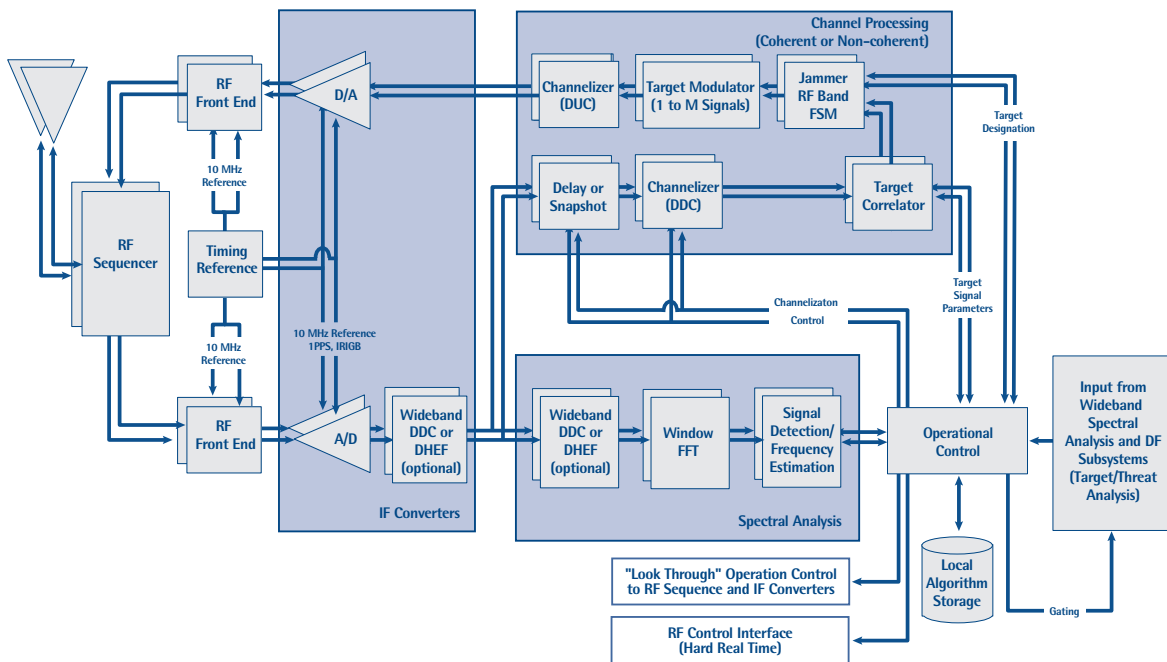 Channel Processing
(Coherent or Non-coherent)
RF
Front End
D/A
Channelizer
(DUC)
Target Modulator
(1 to M Signals)
Jammer
RF Band
FSM
Target
Designation
10 MHz
Reference
RF
Sequencer
Timing
Reference
Delay or
Snapshot
Channelizer
(DDC)
Target
Correlator
Target
Signal
Parameters
Channelizaton
Control
10 MHz Reference
1PPS, IRIGB
10 MHz
Reference
RF
Front End
A/D
Wideband
DDC or
DHEF
(optional)
IF Converters
Wideband
DDC or
DHEF
(optional)
Window
FFT
Signal
Detection/
Frequency
Estimation
Spectral Analysis
Operational
Control
Input from
Wideband
Spectral
Analysis and DF
Subsystems
(Target/Threat
Analysis)
"Look Through" Operation Control
to RF Sequence and IF Converters
Local
Algorithm
Storage
Gating
RF Control Interface
(Hard Real Time)